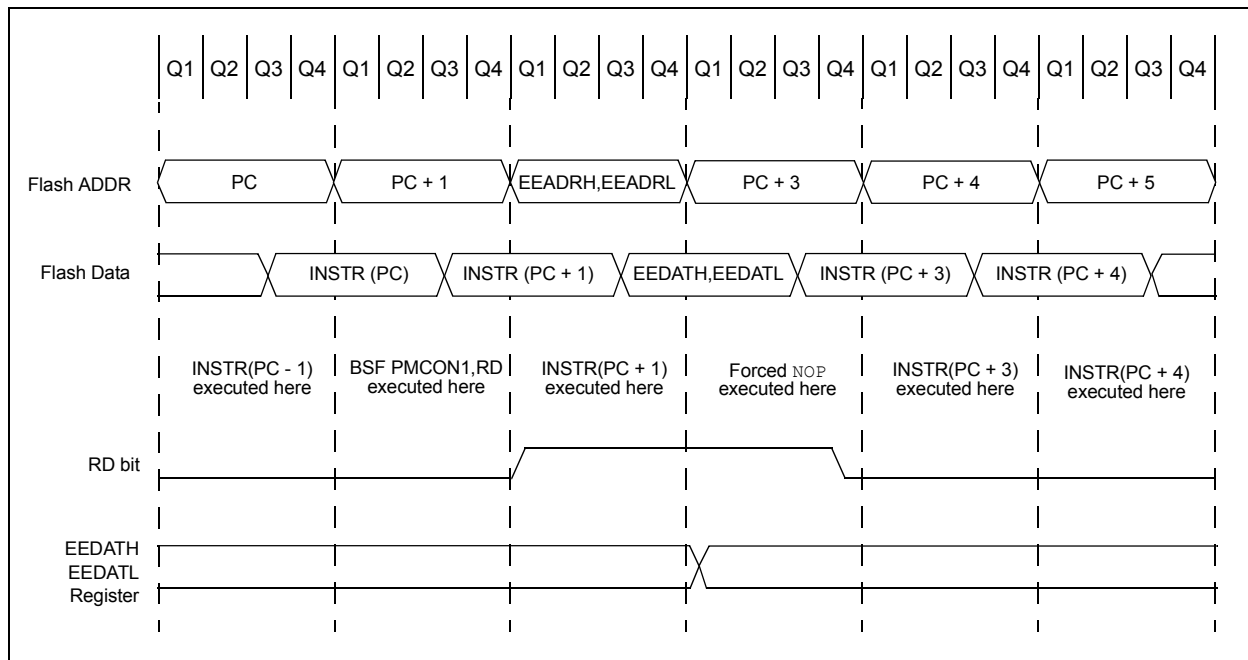 Q1 Q2 Q3 Q4 Q1 Q2 Q3 Q4 Q1 Q2 Q3 Q4 Q1 Q2 Q3 Q4 Q1 Q2 Q3 Q4 Q1 Q2 Q3 Q4
Flash ADDR PC PC + 1 EEADRH,EEADRL PC + 3 PC + 4 PC + 5
Flash Data INSTR (PC) INSTR (PC + 1) EEDATH,EEDATL INSTR (PC + 3) INSTR (PC + 4)
INSTR(PC - 1) BSF PMCON1,RD INSTR(PC + 1) Forced NOP INSTR(PC + 3) INSTR(PC + 4)
executed here executed here executed here executed here executed here executed here
RD bit
EEDATH
EEDATL
Register